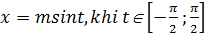 x = msint, khi t ∈ [-π/2; π/2]